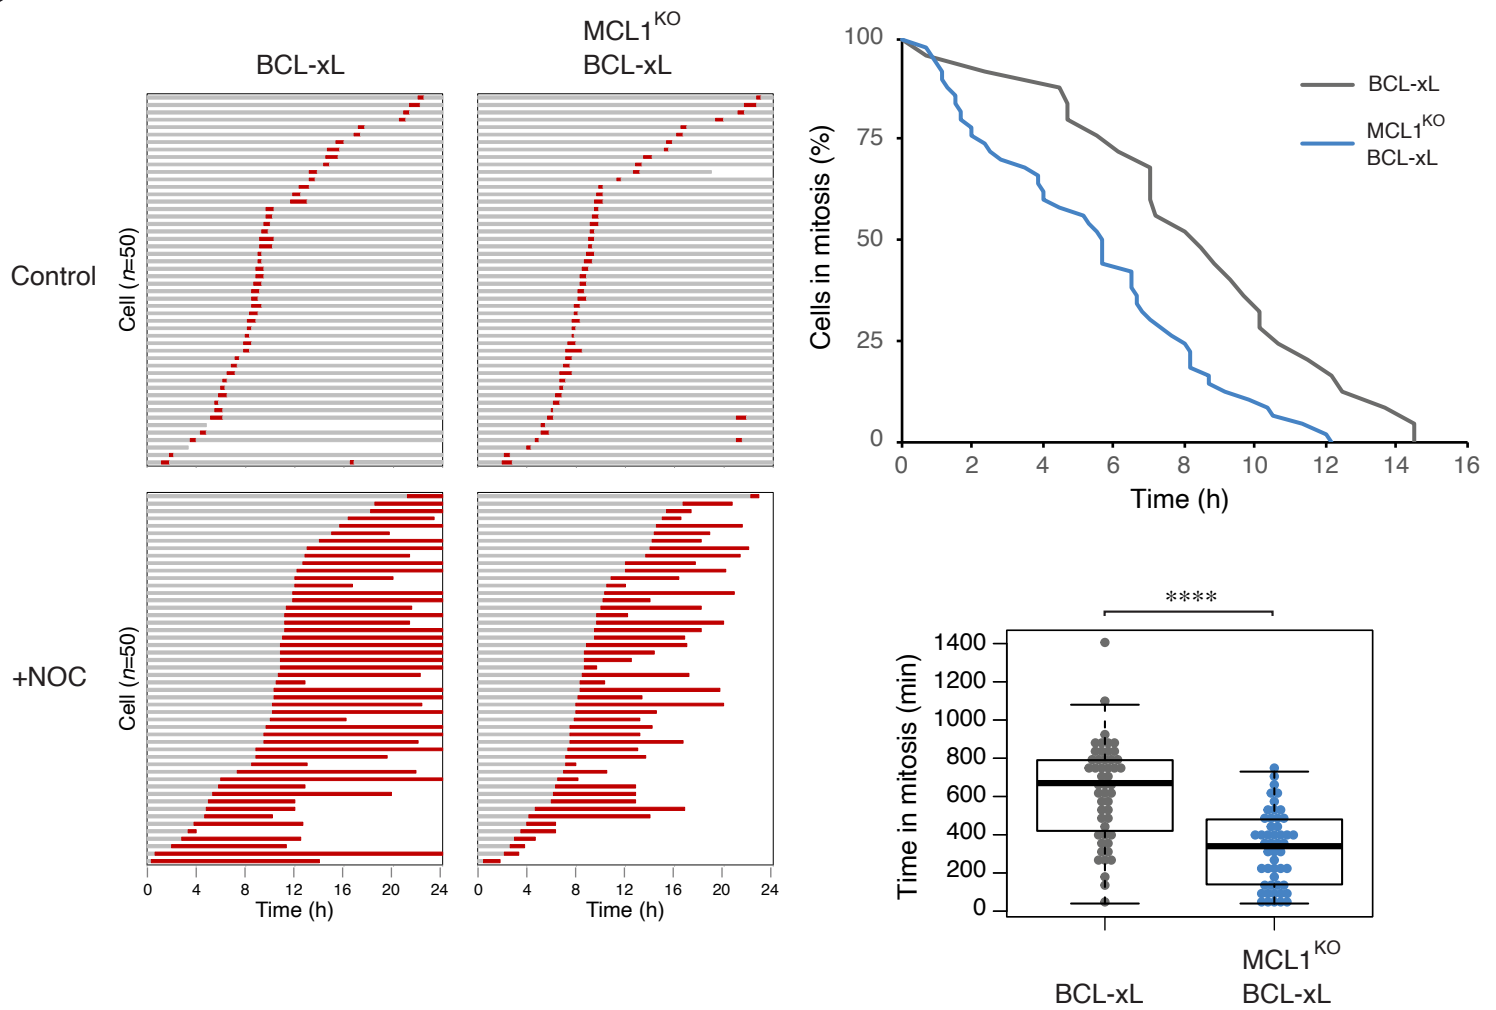 BCL-xL
MCL1KO
BCL-xL
Control
Cell (n=50)
+NOC
Cell (n=50)
0 4 8 12 16 20 24
Time (h)
0 4 8 12 16 20 24
Time (h)
100
75
50
25
0
Cells in mitosis (%)
0 2 4 6 8 10 12 14 16
Time (h)
BCL-xL
MCL1KO
BCL-xL
****
1400
1200
1000
800
600
400
200
0
Time in mitosis (min)
BCL-xL
MCL1KO
BCL-xL